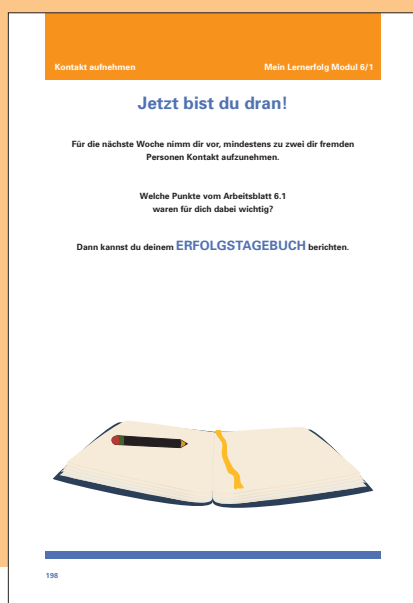 Kontakt aufnehmen
Mein Lernerfolg Modul 6/1
Jetzt bist du dran!
Für die nächste Woche nimm dir vor, mindestens zu zwei dir fremden
Personen Kontakt aufzunehmen.
Welche Punkte vom Arbeitsblatt 6.1
waren für dich dabei wichtig?
Dann kannst du deinem ERFOLGSTAGEBUCH berichten.
198